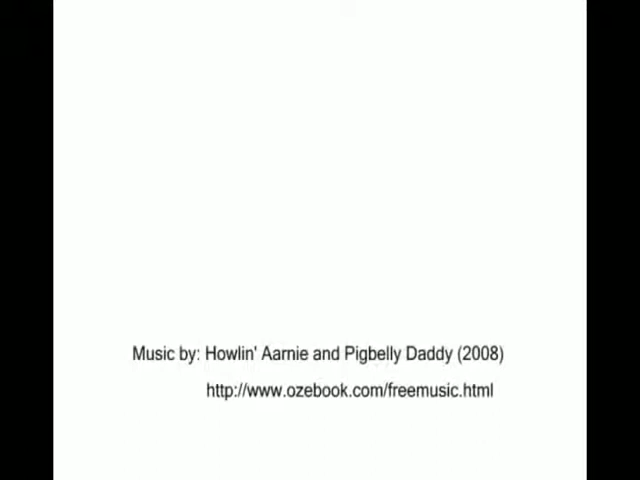 Music by: Howlin' Aarnie and Pigbelly Daddy (2008)
http://www.ozebook.com/freemusic.html